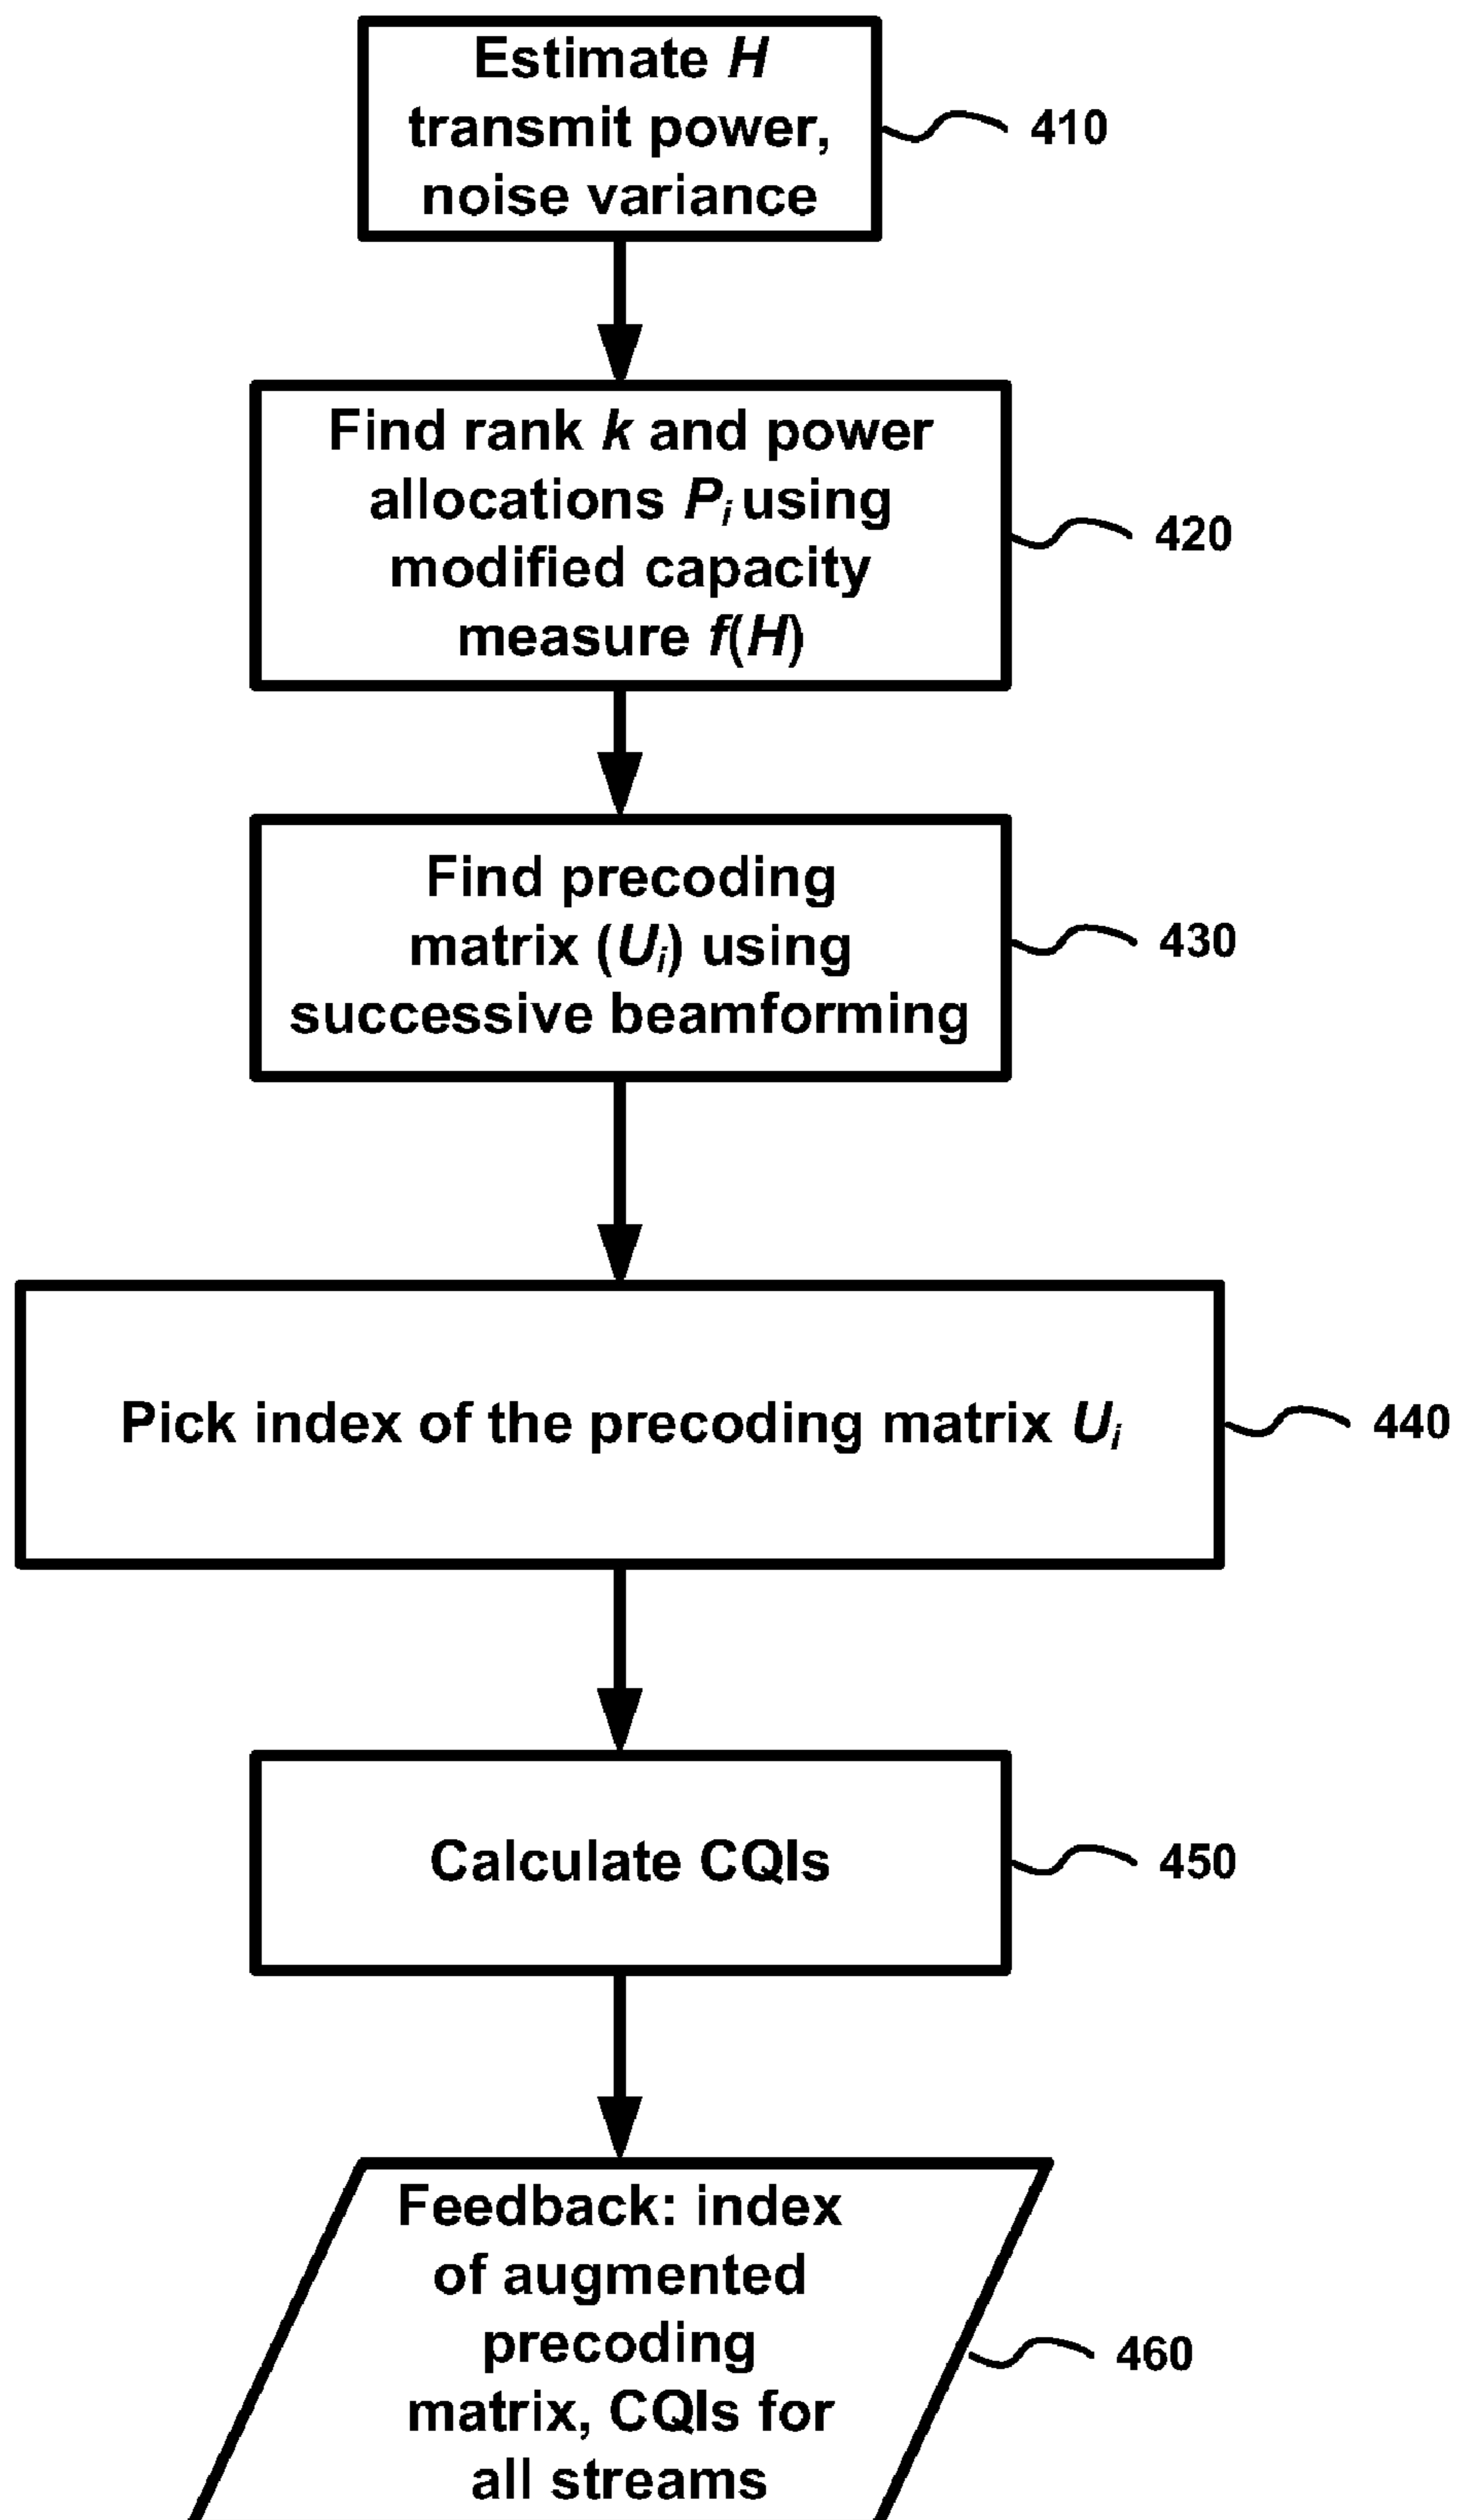 Estimate H
transmit power,
noise variance
410
Find rank k and power
allocations Pi using
modified capacity
measure f(H)
420
Find precoding
matrix (Ui) using
successive beamforming
430
Pick index of the precoding matrix Ui
440
Calculate CQIs
450
Feedback: index
of augmented
precoding
matrix, CQIs for
all streams
460